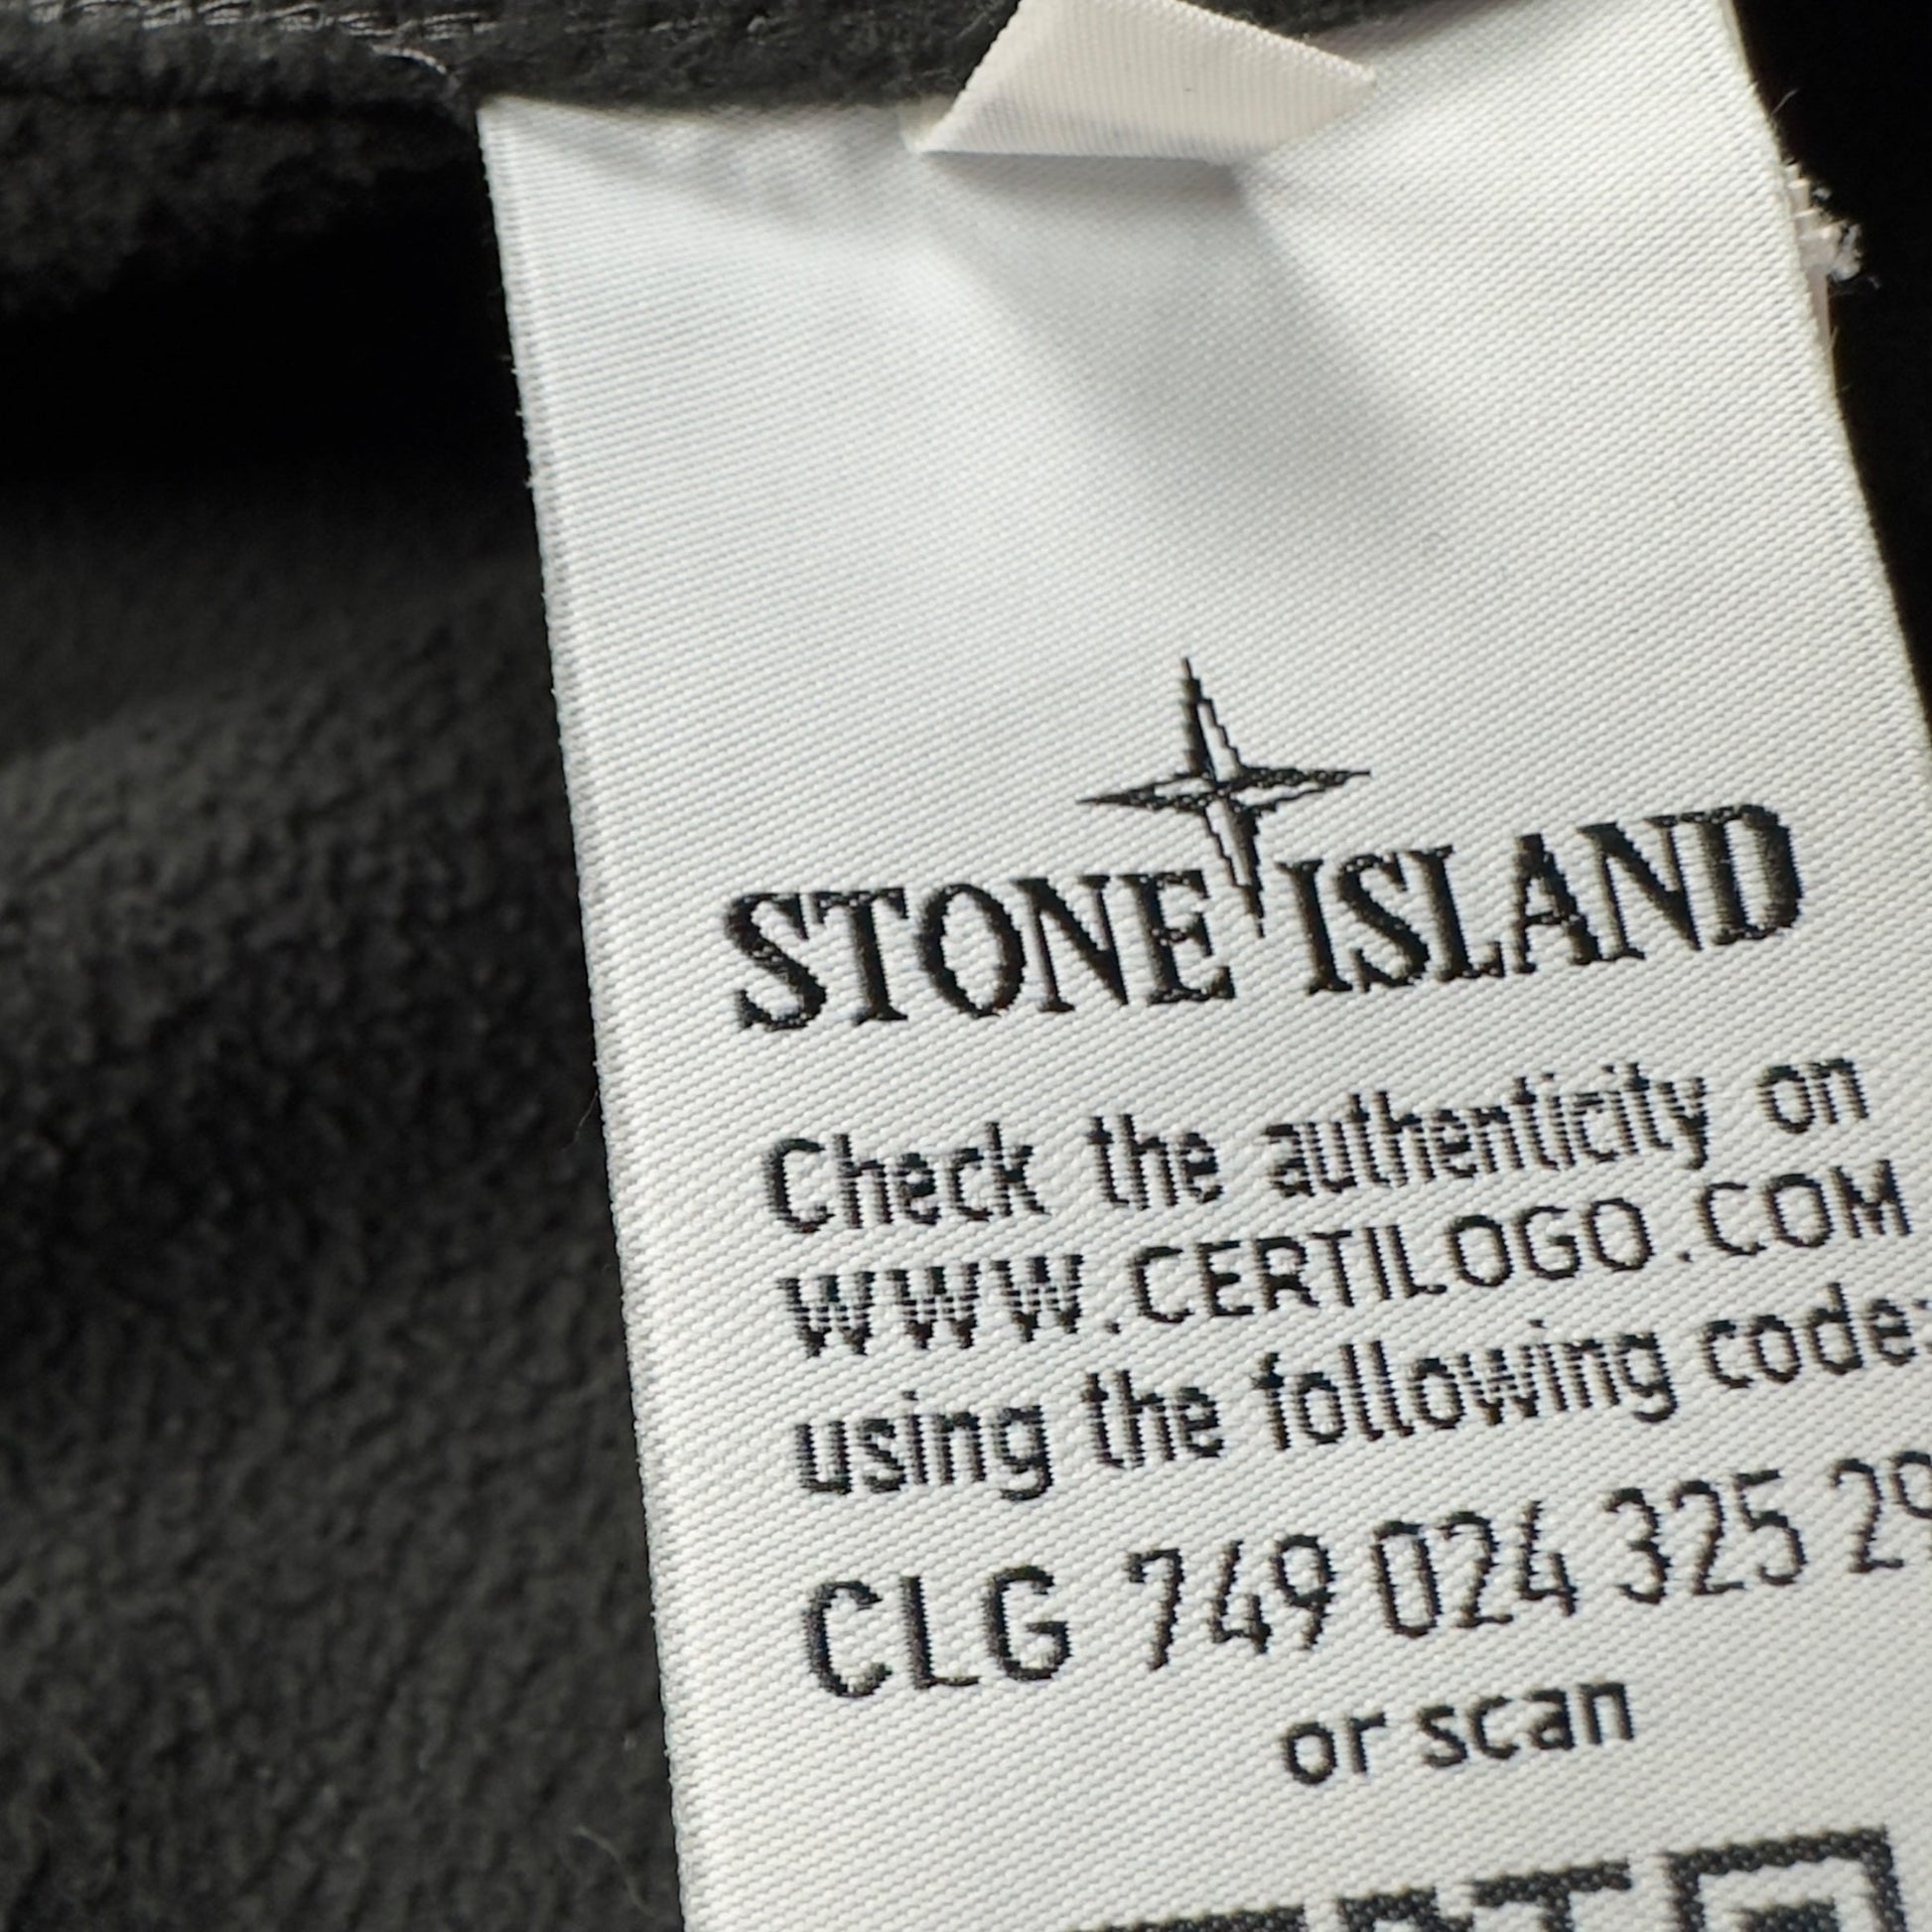 STONE ISLAND
Check the authenticity on
WWW.CERTILOGO.COM
using the following code:
CLG 749 024 325 29
or scan